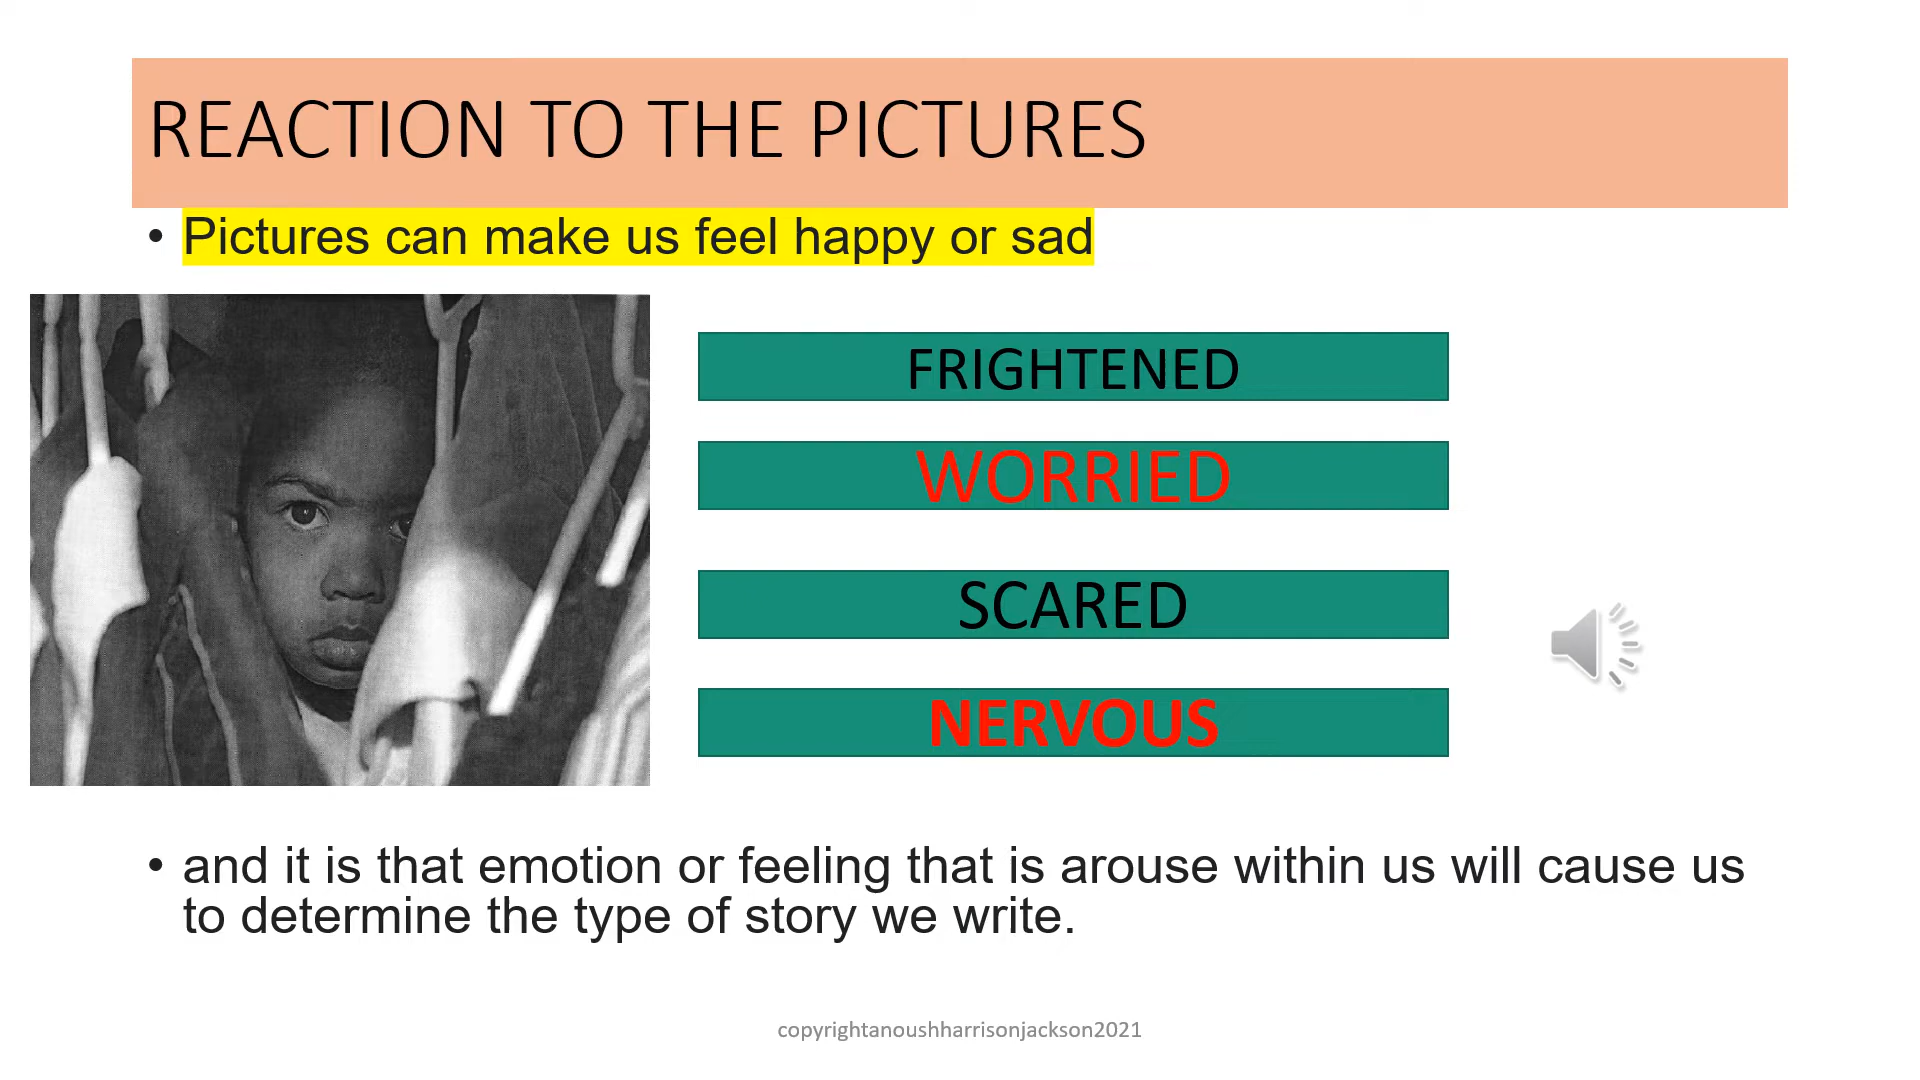 REACTION TO THE PICTURES
• Pictures can make us feel happy or sad
FRIGHTENED
WORRIED
SCARED
NERVOUS
• and it is that emotion or feeling that is arouse within us will cause us
to determine the type of story we write.
copyrightanoushharrisonjackson2021